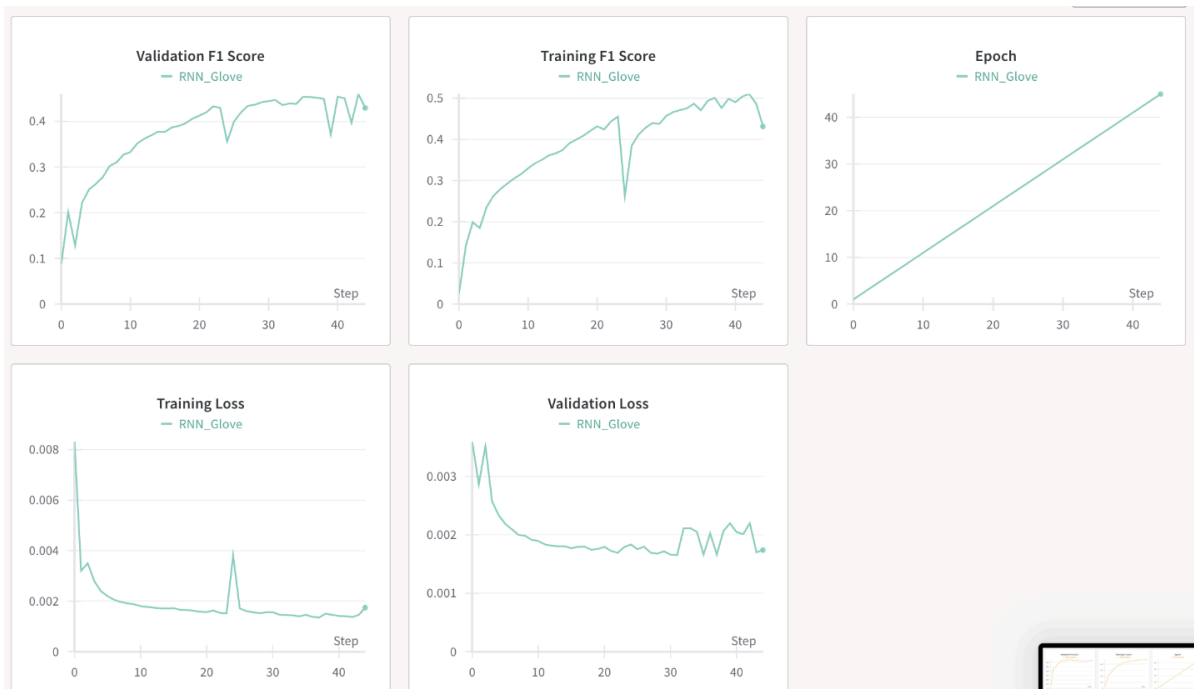 Validation F1 Score
RNN_Glove
0.4
0.3
0.2
0.1
0
Step
0 10 20 30 40
Training F1 Score
RNN_Glove
0.5
0.4
0.3
0.2
0.1
0
Step
0 10 20 30 40
Epoch
RNN_Glove
40
30
20
10
0
Step
0 10 20 30 40
Training Loss
RNN_Glove
0.008
0.006
0.004
0.002
0
Step
0 10 20 30 40
Validation Loss
RNN_Glove
0.003
0.002
0.001
0
Step
0 10 20 30 40